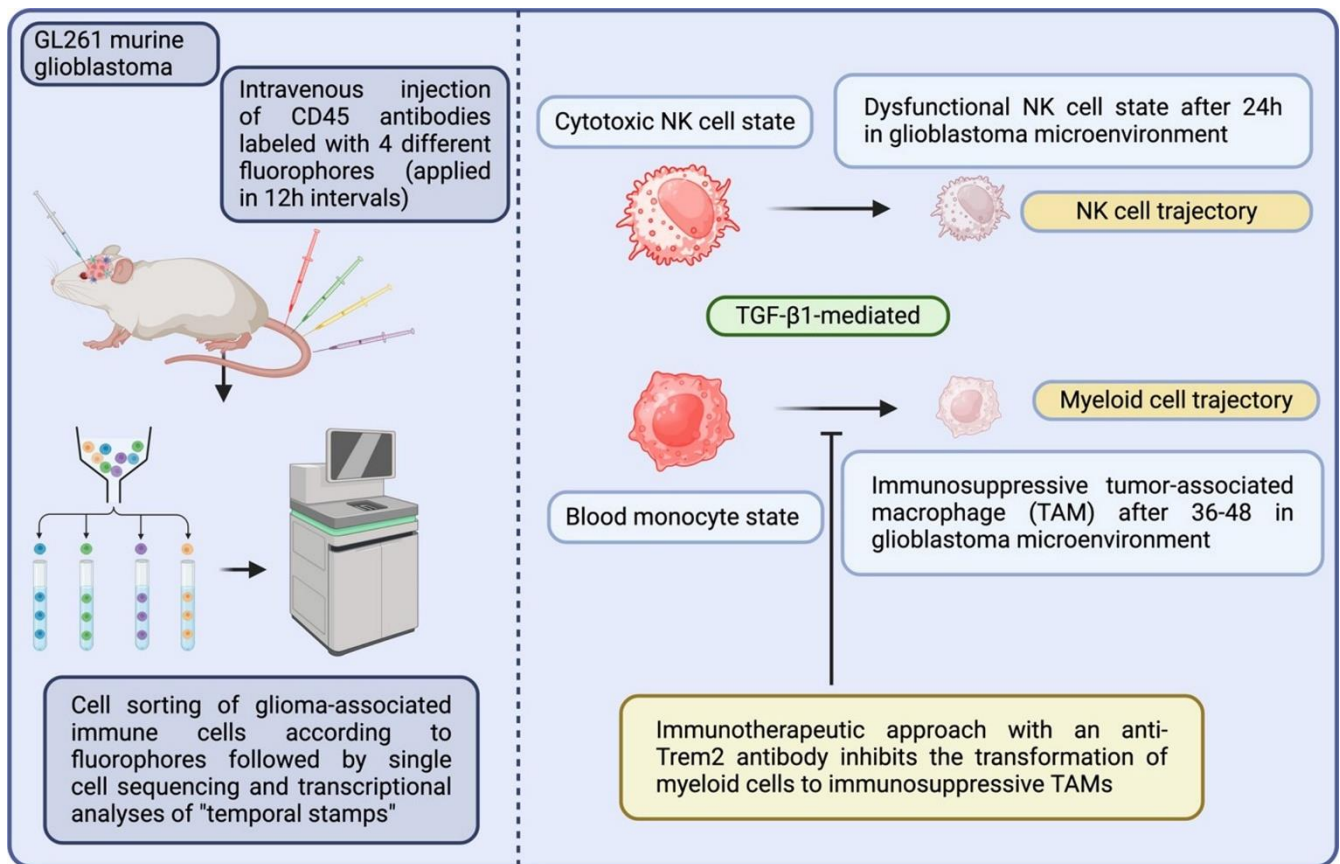 GL261 murine
glioblastoma
Intravenous injection
of CD45 antibodies
labeled with 4 different
fluorophores (applied
in 12h intervals)
Cell sorting of glioma-associated
immune cells according to
fluorophores followed by single
cell sequencing and transcriptional
analyses of "temporal stamps"
Cytotoxic NK cell state
Dysfunctional NK cell state after 24h
in glioblastoma microenvironment
NK cell trajectory
TGF-β1-mediated
Myeloid cell trajectory
Blood monocyte state
Immunosuppressive tumor-associated
macrophage (TAM) after 36-48 in
glioblastoma microenvironment
Immunotherapeutic approach with an anti-
Trem2 antibody inhibits the transformation of
myeloid cells to immunosuppressive TAMs